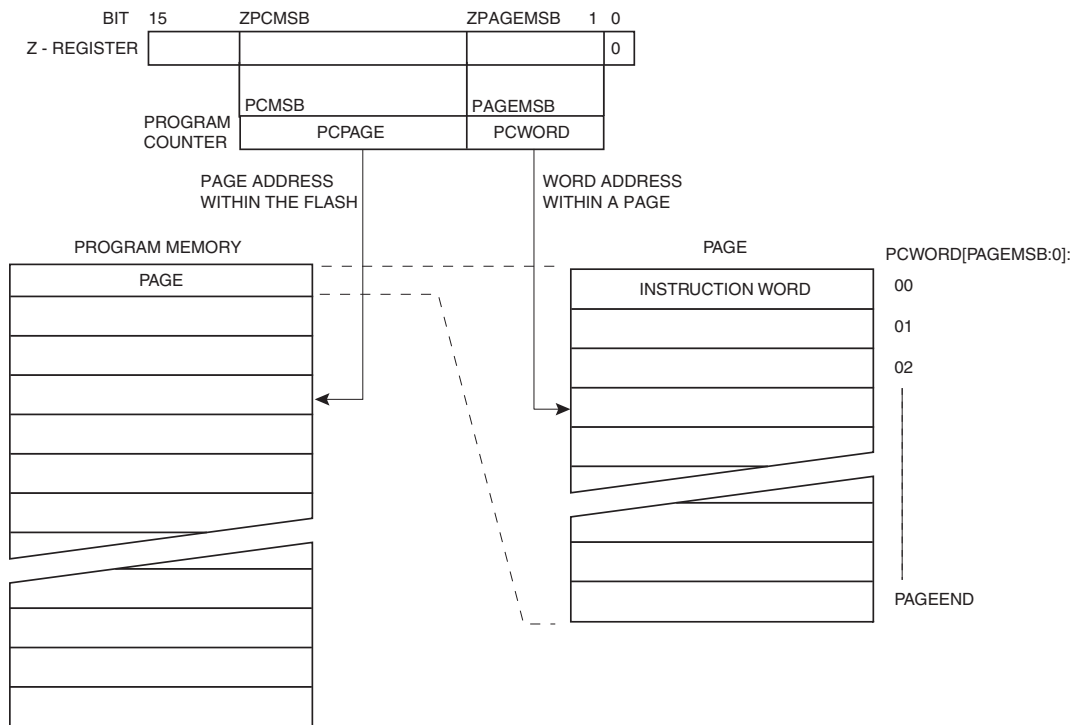 BIT 15 ZPCMSB ZPAGEMSB 1 0
Z - REGISTER 0
PCMSB PAGEMSB
PROGRAM
COUNTER
PCPAGE PCWORD
PAGE ADDRESS
WITHIN THE FLASH
WORD ADDRESS
WITHIN A PAGE
PROGRAM MEMORY
PAGE
PAGE
PCWORD[PAGEMSB:0]:
INSTRUCTION WORD
00
01
02
PAGEEND